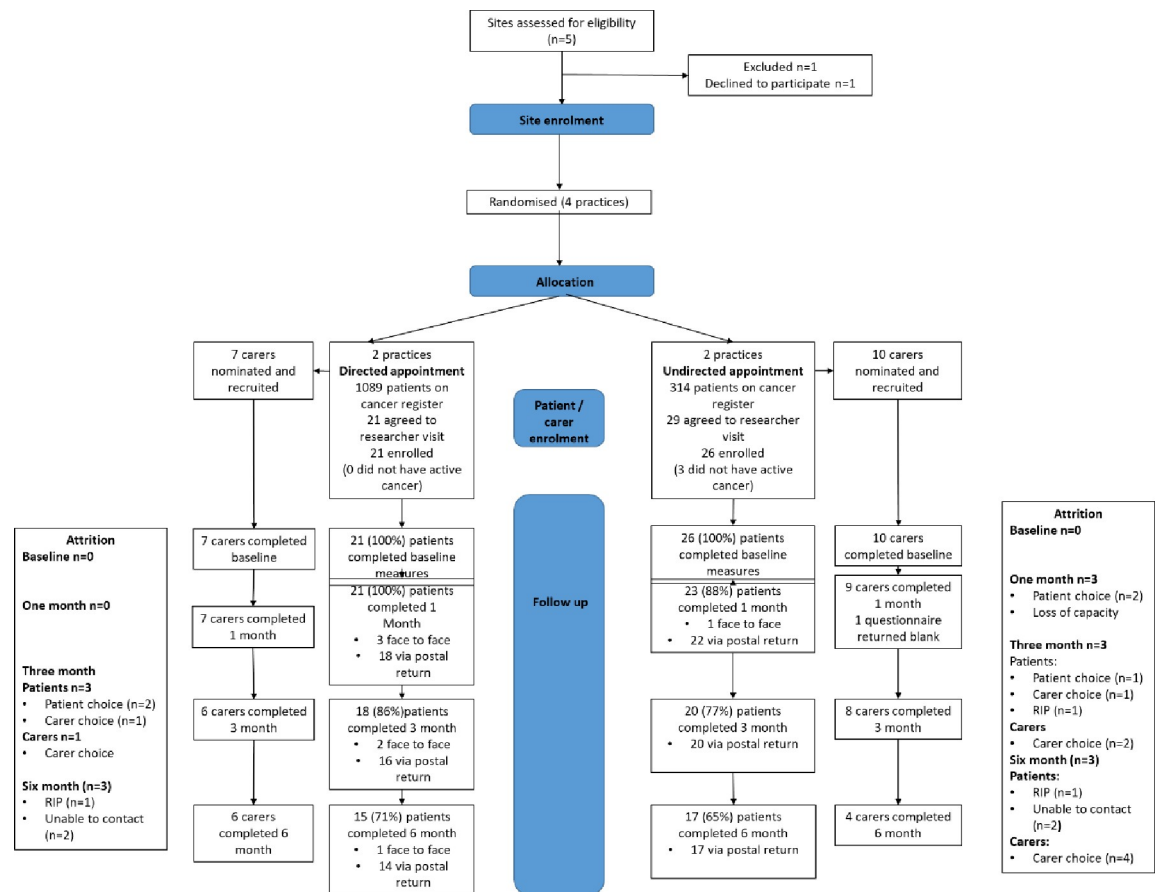 Sites assessed for eligibility
(n=5)
Excluded n=1
Declined to participate n=1
Site enrolment
Randomised (4 practices)
Allocation
7 carers
nominated and
recruited
2 practices
Directed appointment
1089 patients on
cancer register
21 agreed to
researcher visit
21 enrolled
(0 did not have active
cancer)
Patient /
carer
enrolment
2 practices
Undirected appointment
314 patients on cancer
register
29 agreed to researcher
visit
26 enrolled
(3 did not have active
cancer)
10 carers
nominated and
recruited
Attrition
Baseline n=0
One month n=0
Three month
Patients n=3
• Patient choice (n=2)
• Carer choice (n=1)
Carers n=1
• Carer choice
Six month (n=3)
• RIP (n=1)
• Unable to contact
(n=2)
7 carers completed
baseline
7 carers completed
1 month
6 carers completed
3 month
6 carers
completed 6
month
21 (100%) patients
completed baseline
measures
21 (100%) patients
completed 1
Month
• 3 face to face
• 18 via postal
return
18 (86%)patients
completed 3 month
• 2 face to face
• 16 via postal
return
15 (71%) patients
completed 6 month
• 1 face to face
• 14 via postal
return
Follow up
26 (100%) patients
completed baseline
measures
23 (88%) patients
completed 1 month
• 1 face to face
• 22 via postal return
20 (77%) patients
completed 3 month
• 20 via postal return
17 (65%) patients
completed 6 month
• 17 via postal return
10 carers
completed baseline
9 carers completed
1 month
1 questionnaire
returned blank
8 carers completed
3 month
4 carers completed
6 month
Attrition
Baseline n=0
One month n=3
• Patient choice (n=2)
• Loss of capacity
Three month n=3
Patients:
• Patient choice (n=1)
• Carer choice (n=1)
• RIP (n=1)
Carers
• Carer choice (n=2)
Six month (n=3)
Patients:
• RIP (n=1)
• Unable to contact
(n=2)
Carers:
• Carer choice (n=4)